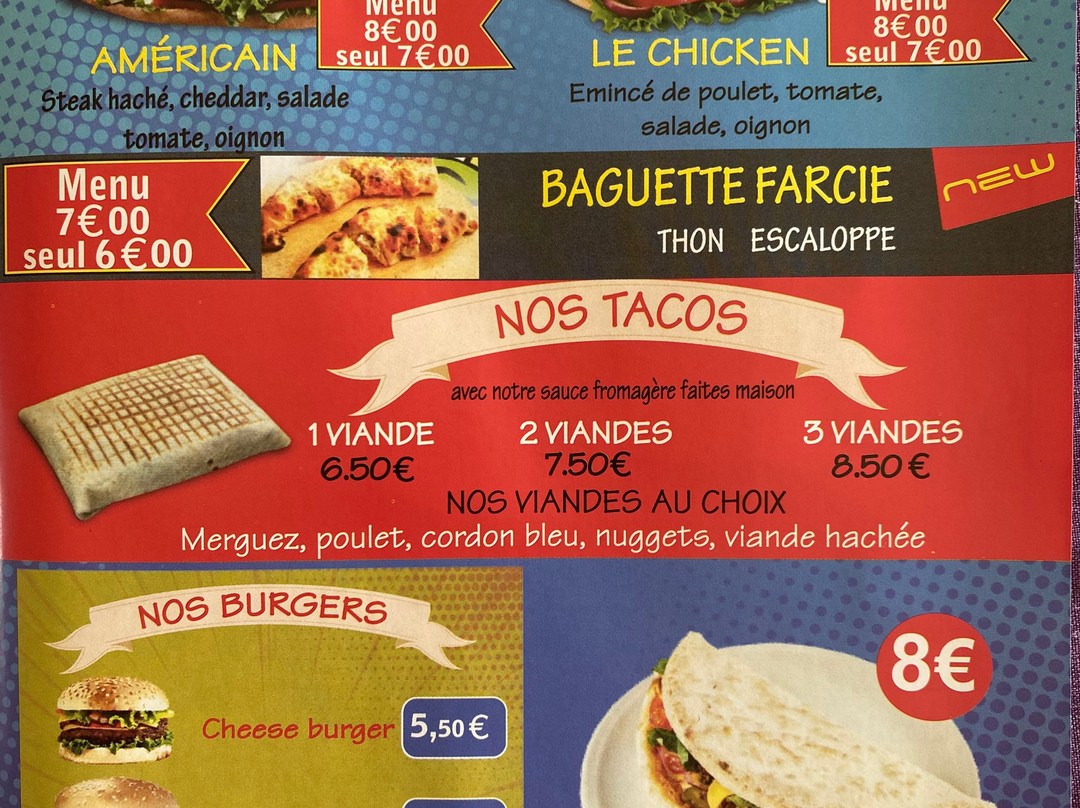 Menu
8€00
seul 7€00
AMÉRICAIN
Steak haché, cheddar, salade
tomate, oignon
Menu
8€00
seul 7€00
LE CHICKEN
Emincé de poulet, tomate,
salade, oignon
Menu
7€00
seul 6€00
BAGUETTE FARCIE
THON ESCALOPPE
NEW
NOS TACOS
avec notre sauce fromagère faites maison
1 VIANDE
6.50€
2 VIANDES
7.50€
3 VIANDES
8.50€
NOS VIANDES AU CHOIX
Merguez, poulet, cordon bleu, nuggets, viande hachée
NOS BURGERS
Cheese burger 5,50€
8€